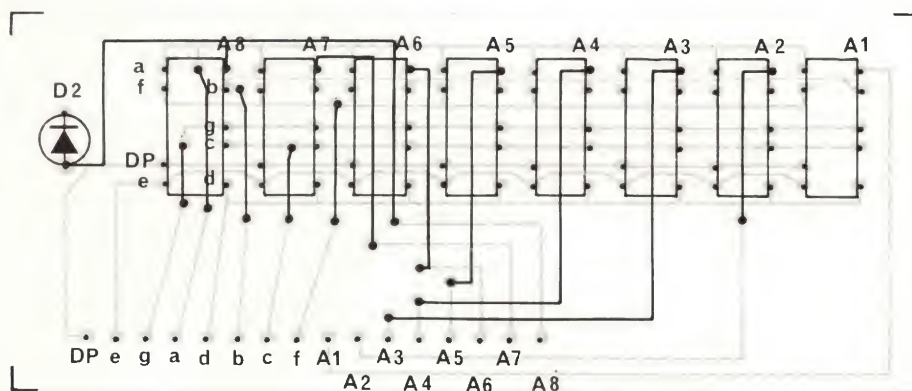 A8 A7 A6 A5 A4 A3 A2 A1
a
f b
D2
g
c
DP
e d
DP e g a d b c f A1 A3 A5 A7
A2 A4 A6 A8